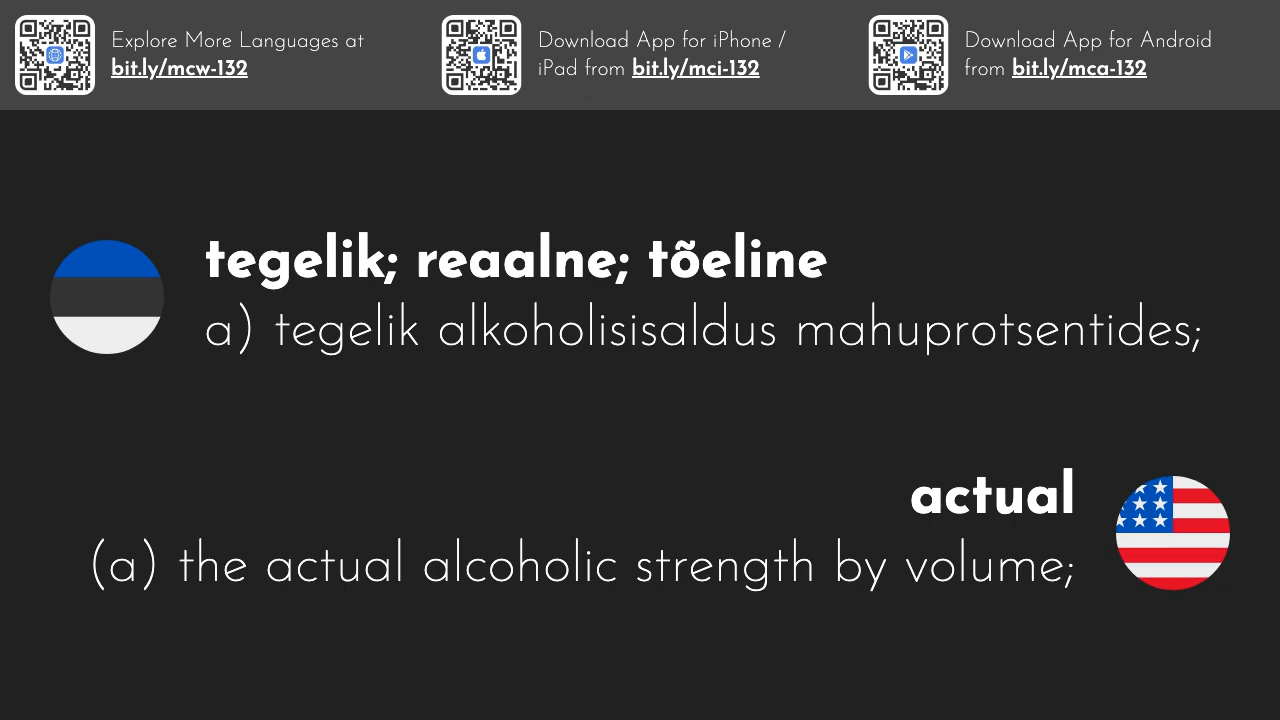 Explore More Languages at
bit.ly/mcw-132
Download App for iPhone /
iPad from bit.ly/mci-132
Download App for Android
from bit.ly/mca-132
tegelik; reaalne; tõeline
a) tegelik alkoholisisaldus mahuprotsentides;
actual
(a) the actual alcoholic strength by volume;